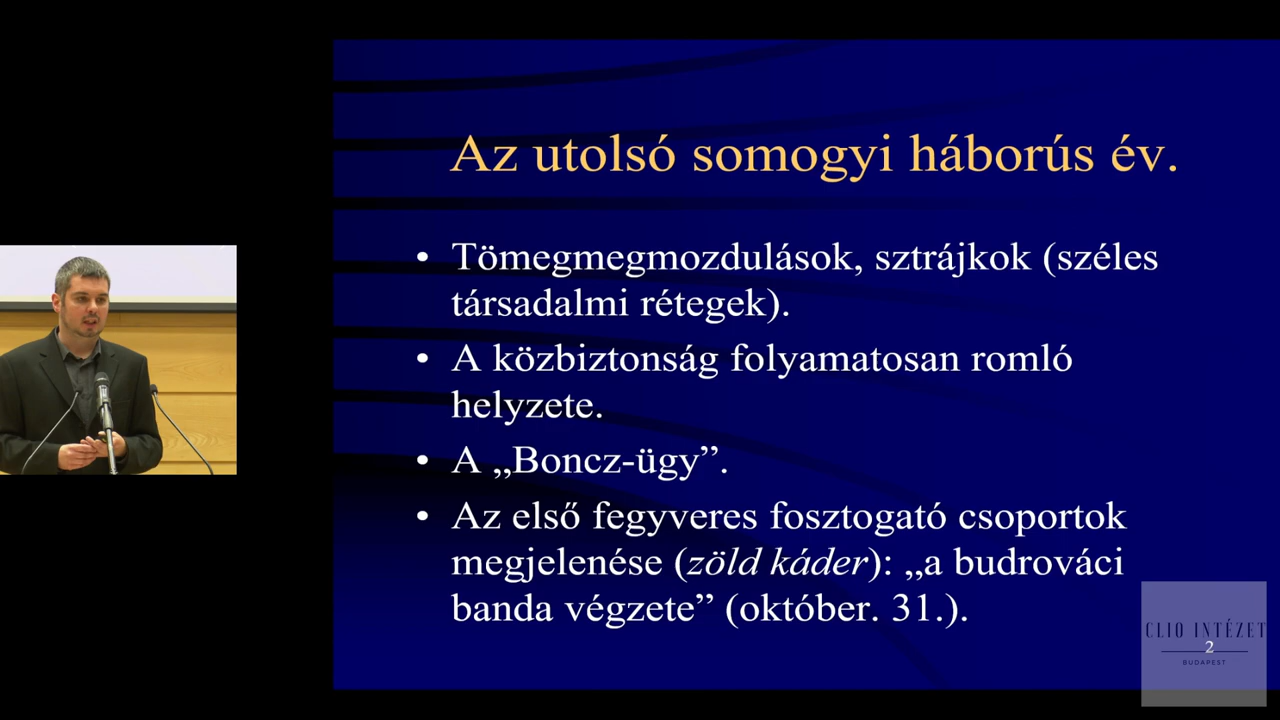 Az utolsó somogyi háborús év.
• Tömegmegmozdulások, sztrájkok (széles
társadalmi rétegek).
• A közbiztonság folyamatosan romló
helyzete.
• A „Boncz-ügy”.
• Az első fegyveres fosztogató csoportok
megjelenése (zöld káder): „a budrováci
banda végzete” (október. 31.).
CLIO INTÉZET
2
BUDAPEST